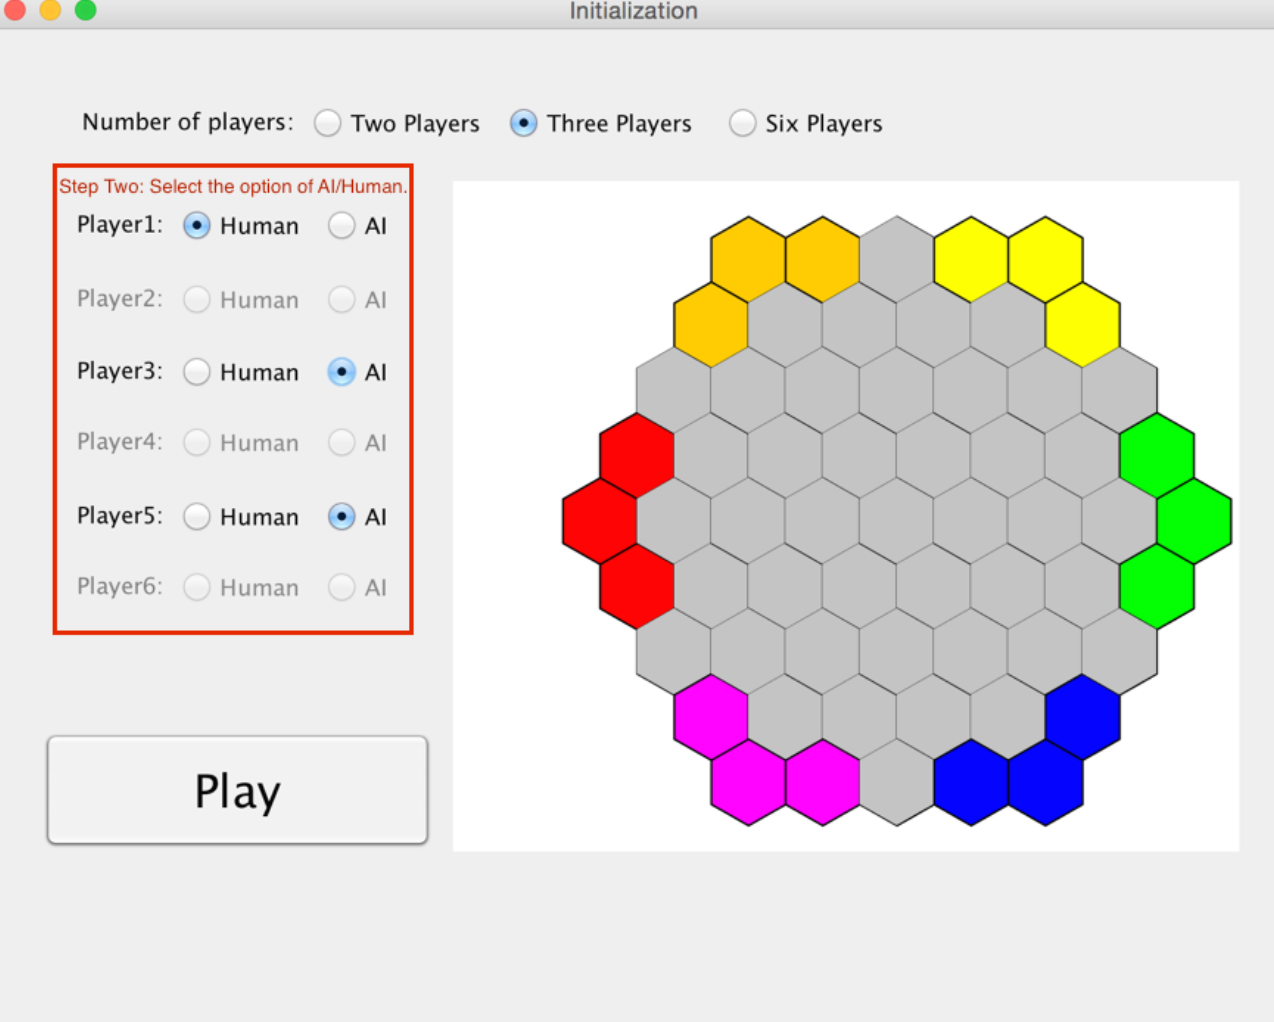 Initialization
Number of players: Two Players Three Players Six Players
Step Two: Select the option of AI/Human.
Player1: Human AI
Player2: Human AI
Player3: Human AI
Player4: Human AI
Player5: Human AI
Player6: Human AI
Play